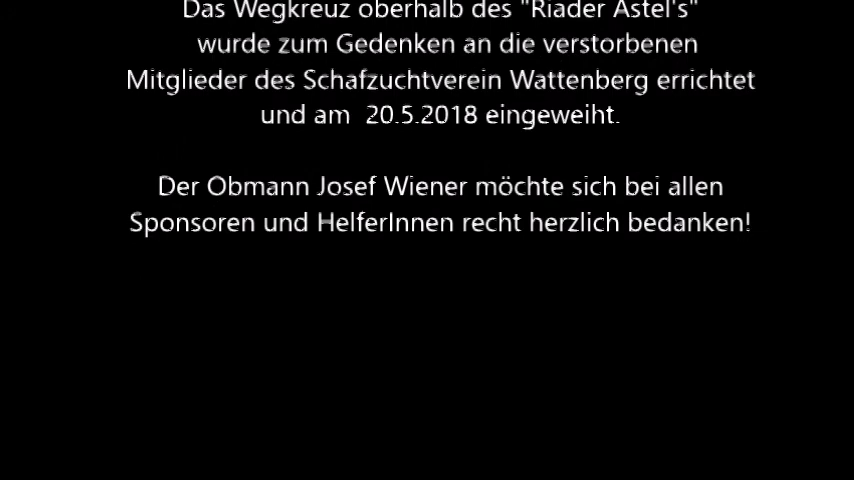 Das Wegkreuz oberhalb des "Riader Astel's"
wurde zum Gedenken an die verstorbenen
Mitglieder des Schafzuchtverein Wattenberg errichtet
und am 20.5.2018 eingeweiht.
Der Obmann Josef Wiener möchte sich bei allen
Sponsoren und HelferInnen recht herzlich bedanken!